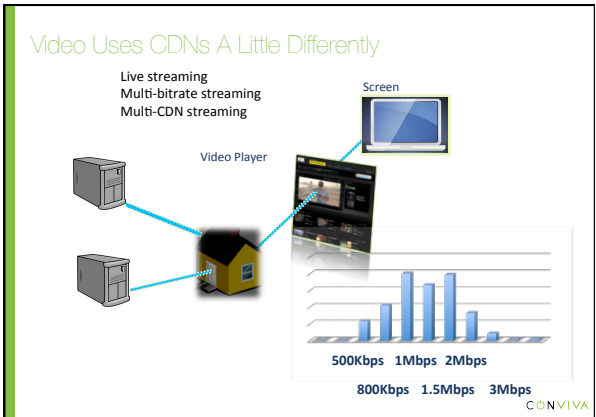 Video Uses CDNs A Little Differently
Live streaming
Multi-bitrate streaming
Multi-CDN streaming
Screen
Video Player
500Kbps 1Mbps 2Mbps
800Kbps 1.5Mbps 3Mbps
CONVIVA